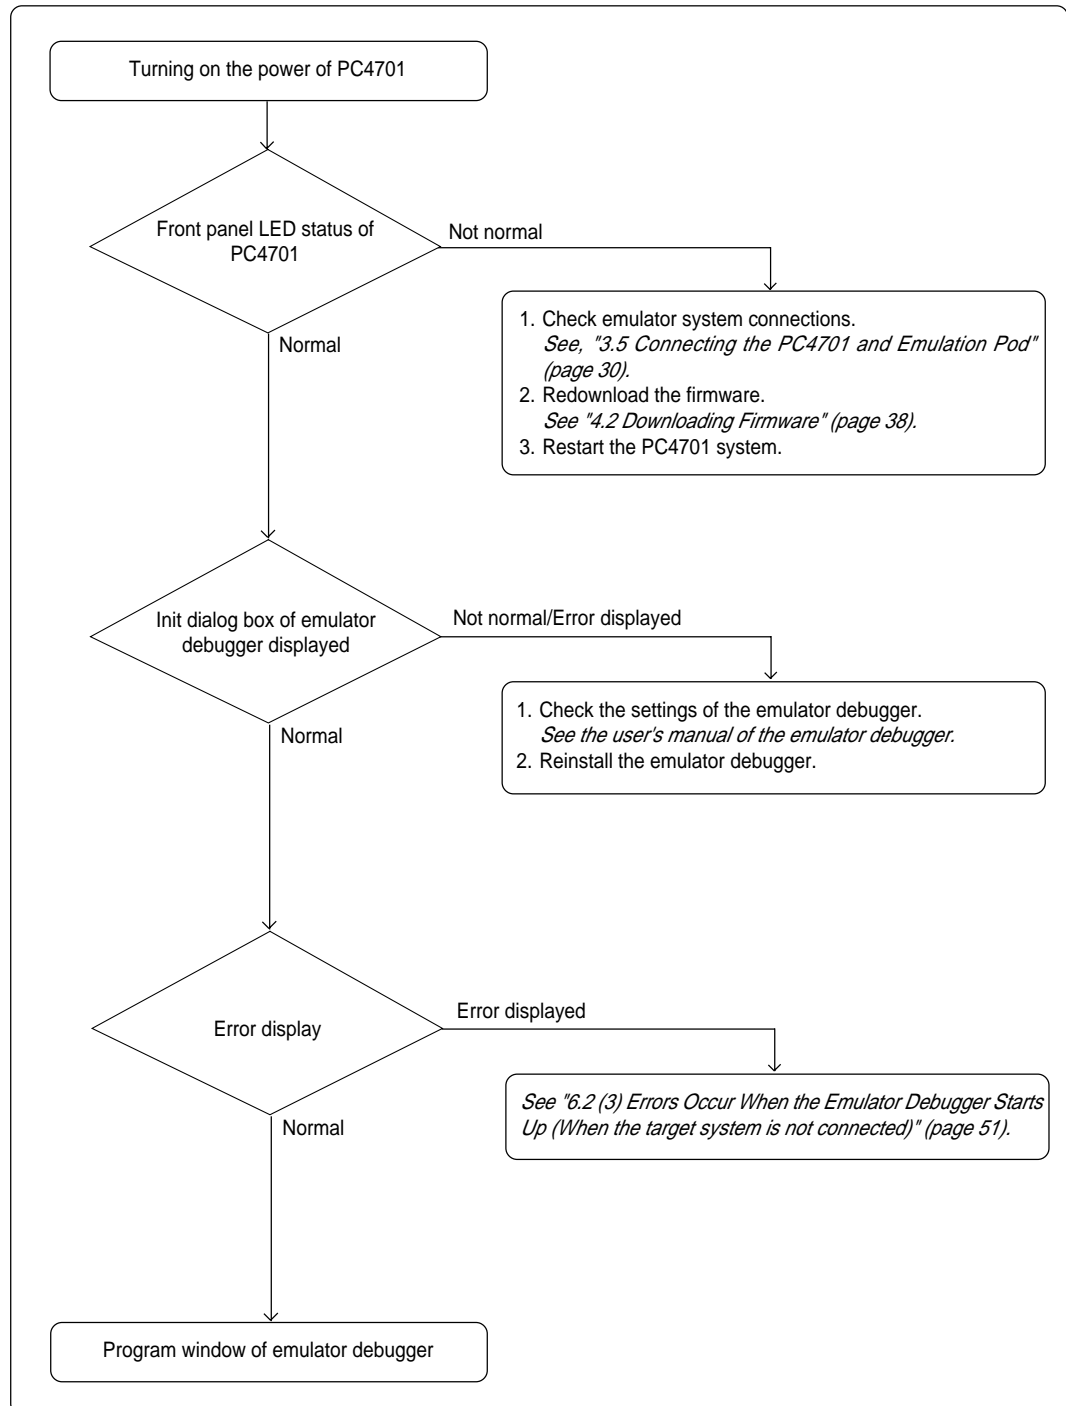 Turning on the power of PC4701
Front panel LED status of
PC4701
Not normal
Normal
1. Check emulator system connections.
See, "3.5 Connecting the PC4701 and Emulation Pod"
(page 30).
2. Redownload the firmware.
See "4.2 Downloading Firmware" (page 38).
3. Restart the PC4701 system.
Init dialog box of emulator
debugger displayed
Not normal/Error displayed
Normal
1. Check the settings of the emulator debugger.
See the user's manual of the emulator debugger.
2. Reinstall the emulator debugger.
Error display
Error displayed
Normal
See "6.2 (3) Errors Occur When the Emulator Debugger Starts
Up (When the target system is not connected)" (page 51).
Program window of emulator debugger